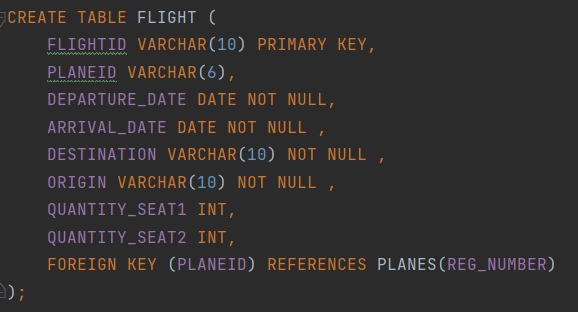 CREATE TABLE FLIGHT (
FLIGHTID VARCHAR(10) PRIMARY KEY,
PLANEID VARCHAR(6),
DEPARTURE_DATE DATE NOT NULL,
ARRIVAL_DATE DATE NOT NULL ,
DESTINATION VARCHAR(10) NOT NULL ,
ORIGIN VARCHAR(10) NOT NULL ,
QUANTITY_SEAT1 INT,
QUANTITY_SEAT2 INT,
FOREIGN KEY (PLANEID) REFERENCES PLANES(REG_NUMBER)
);